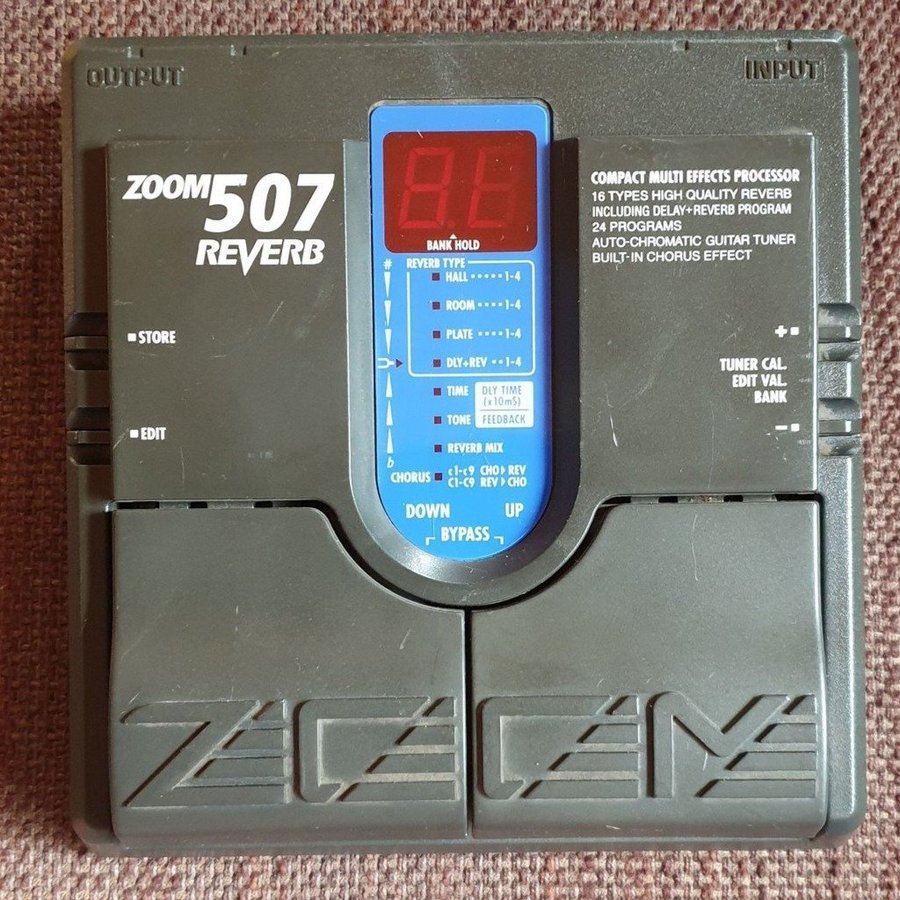 OUTPUT
INPUT
ZOOM 507
REVERB
COMPACT MULTI EFFECTS PROCESSOR
16 TYPES HIGH QUALITY REVERB
INCLUDING DELAY+REVERB PROGRAM
24 PROGRAMS
AUTO-CHROMATIC GUITAR TUNER
BUILT-IN CHORUS EFFECT
BANK HOLD
#
REVERB TYPE
HALL ····· 1-4
ROOM ···· 1-4
PLATE ···· 1-4
DLY+REV ·· 1-4
TIME
DLY TIME
(x10mS)
TONE
FEEDBACK
REVERB MIX
b
CHORUS
c1-c9 CHO▶REV
C1-C9 REV▶CHO
DOWN
UP
BYPASS
STORE
EDIT
+
TUNER CAL.
EDIT VAL.
BANK
-
ZOOM